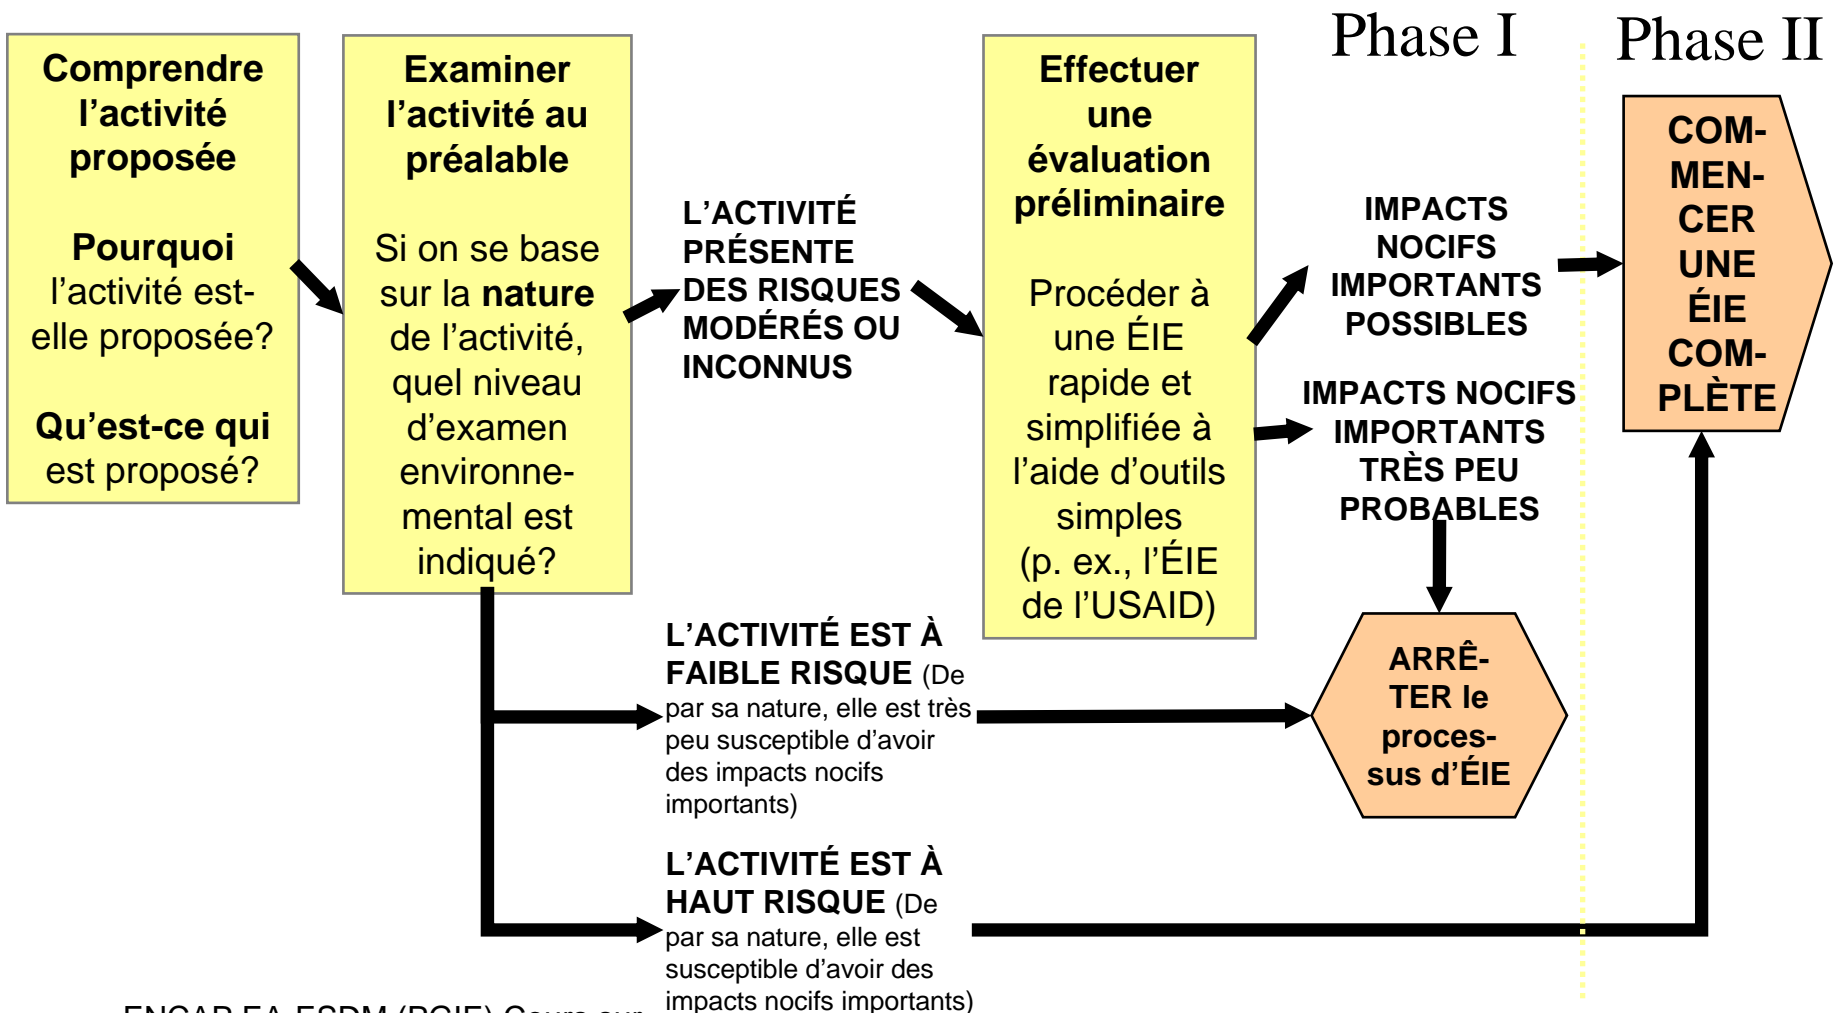 Phase I
Phase II
Comprendre
l’activité
proposée
Pourquoi
l’activité est-
elle proposée?
Qu’est-ce qui
est proposé?
Examiner
l’activité au
préalable
Si on se base
sur la nature
de l’activité,
quel niveau
d’examen
environne-
mental est
indiqué?
L’ACTIVITÉ
PRÉSENTE
DES RISQUES
MODÉRÉS OU
INCONNUS
Effectuer
une
évaluation
préliminaire
Procéder à
une ÉIE
rapide et
simplifiée à
l’aide d’outils
simples
(p. ex., l’ÉIE
de l’USAID)
IMPACTS
NOCIFS
IMPORTANTS
POSSIBLES
IMPACTS NOCIFS
IMPORTANTS
TRÈS PEU
PROBABLES
COM-
MEN-
CER
UNE
ÉIE
COM-
PLÈTE
L’ACTIVITÉ EST À
FAIBLE RISQUE (De
par sa nature, elle est très
peu susceptible d'avoir
des impacts nocifs
importants)
ARRÊ-
TER le
proces-
sus d’ÉIE
L’ACTIVITÉ EST À
HAUT RISQUE (De
par sa nature, elle est
susceptible d'avoir des
impacts nocifs importants)
ENCAP EA-ESDM (PGIE) Cours sur